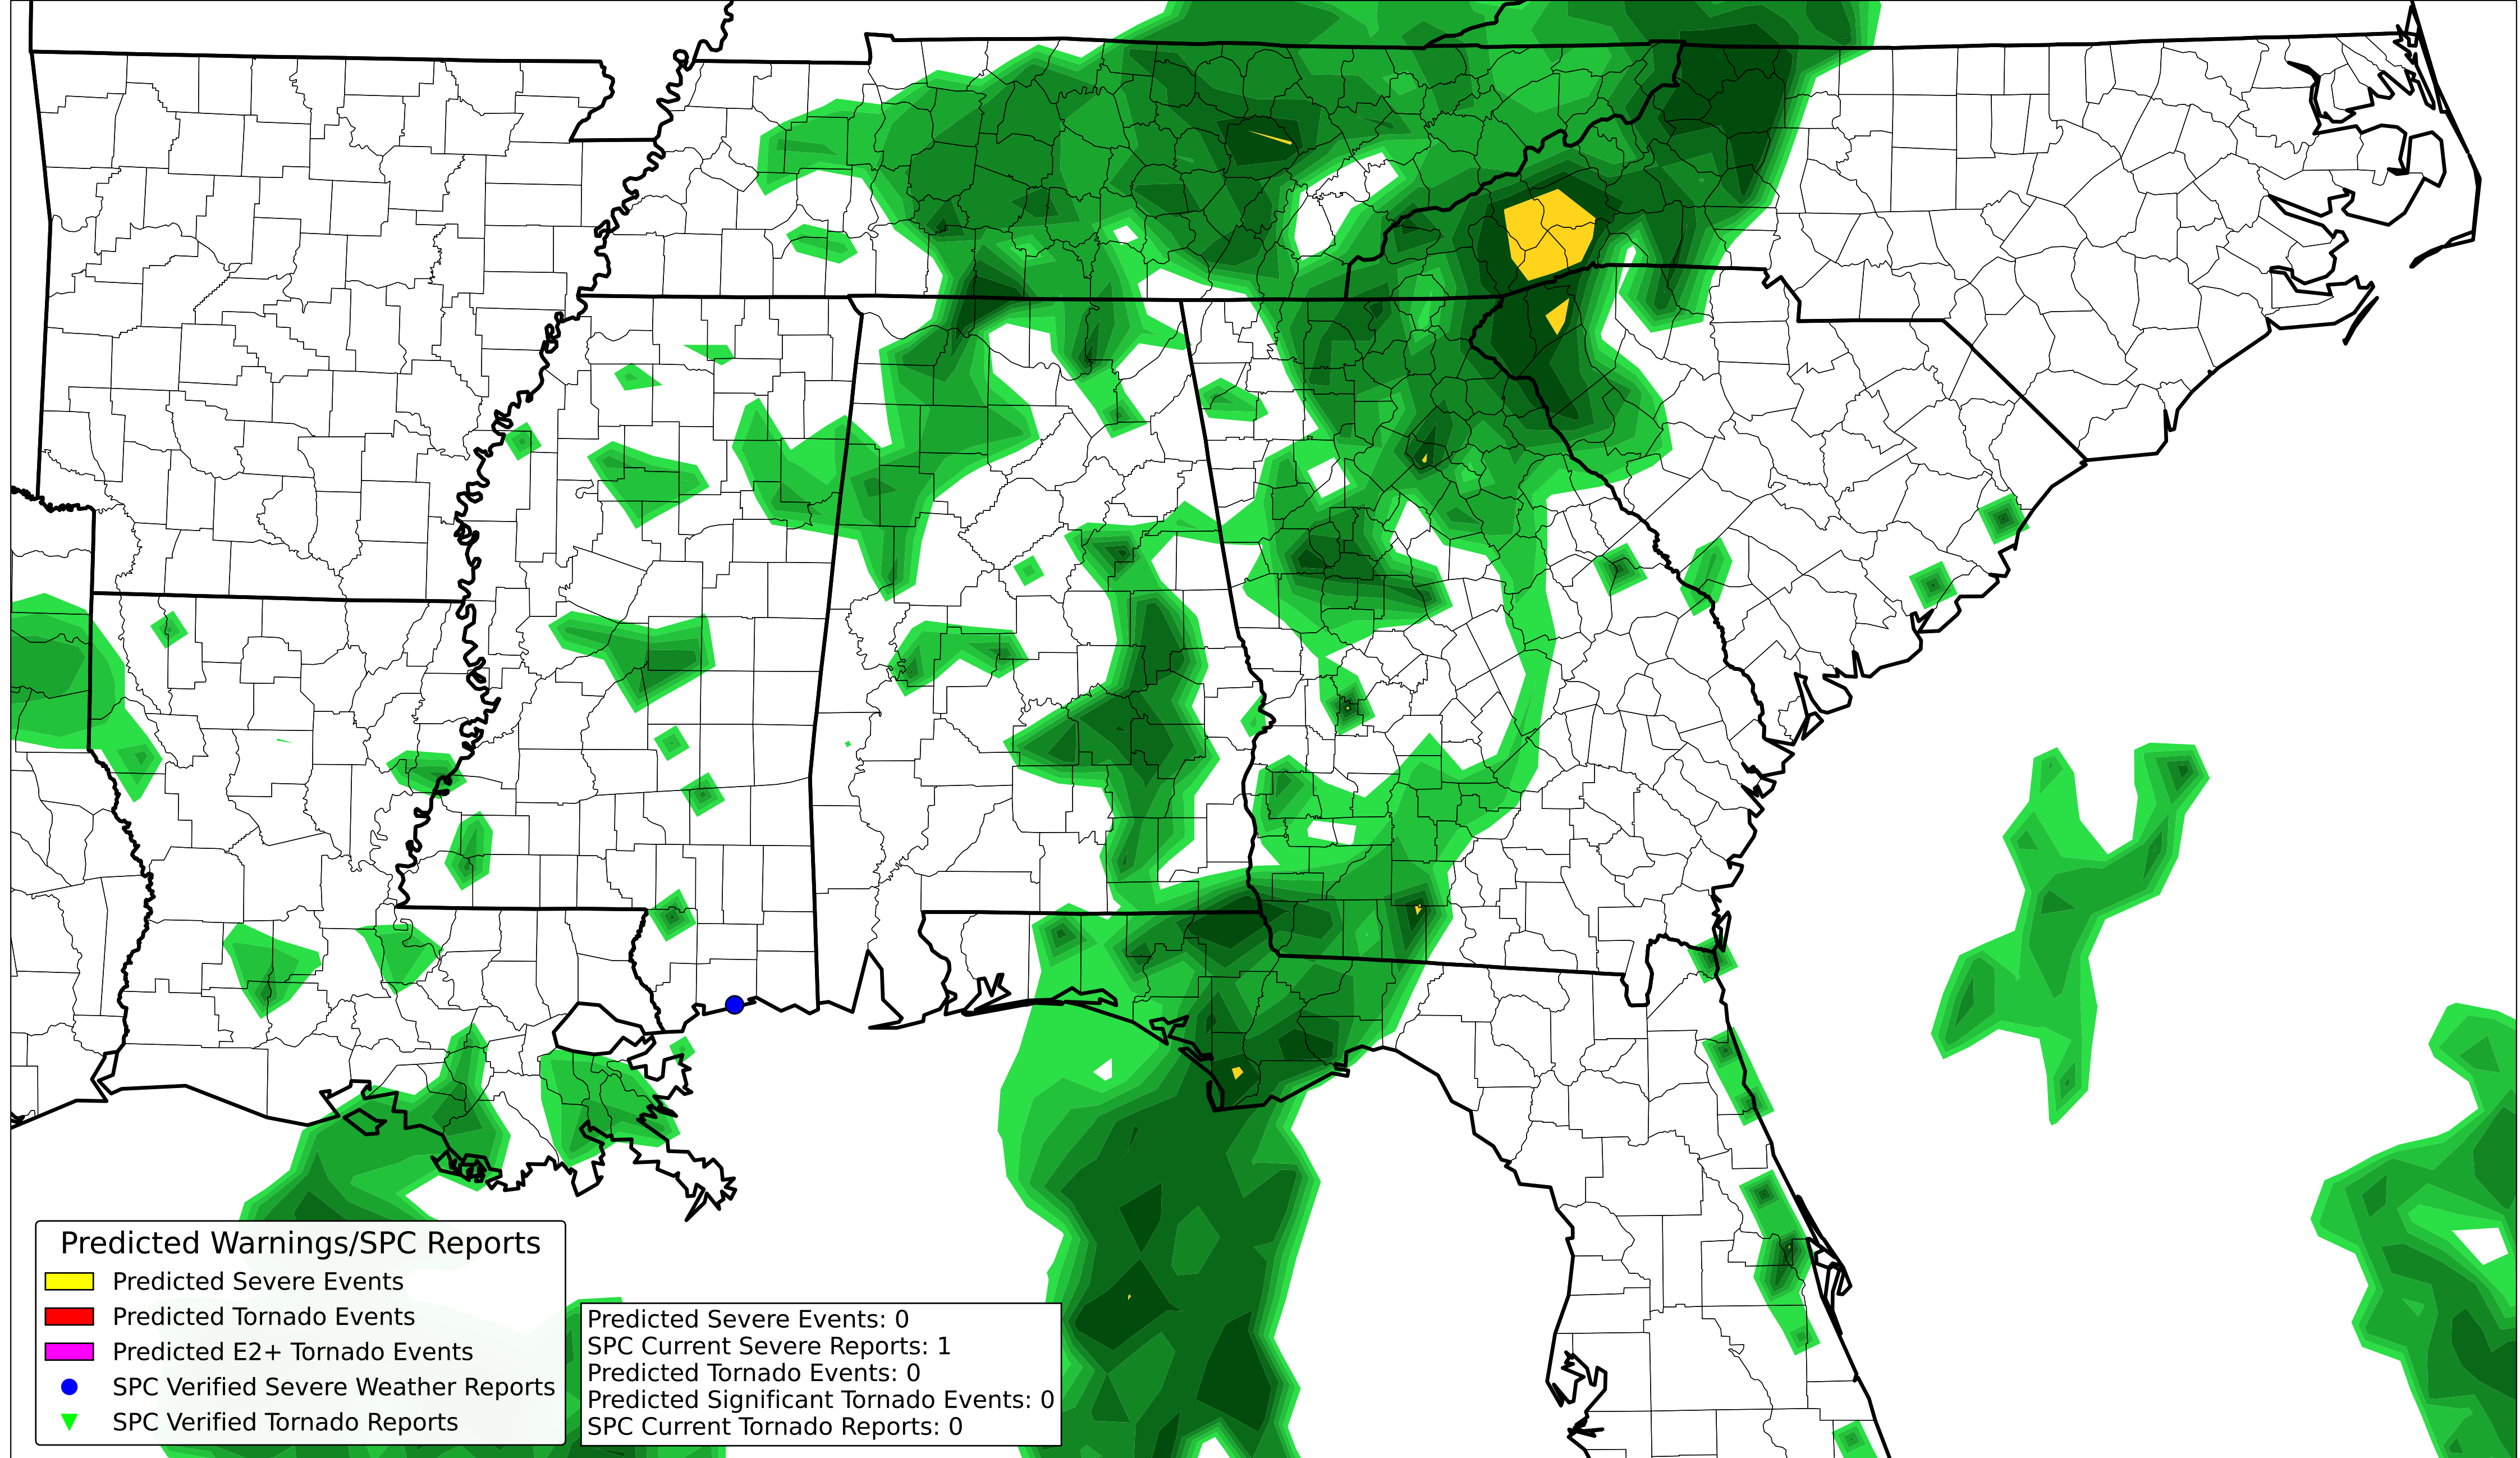 Predicted Warnings/SPC Reports
Predicted Severe Events
Predicted Tornado Events
Predicted E2+ Tornado Events
SPC Verified Severe Weather Reports
SPC Verified Tornado Reports
Predicted Severe Events: 0
SPC Current Severe Reports: 1
Predicted Tornado Events: 0
Predicted Significant Tornado Events: 0
SPC Current Tornado Reports: 0